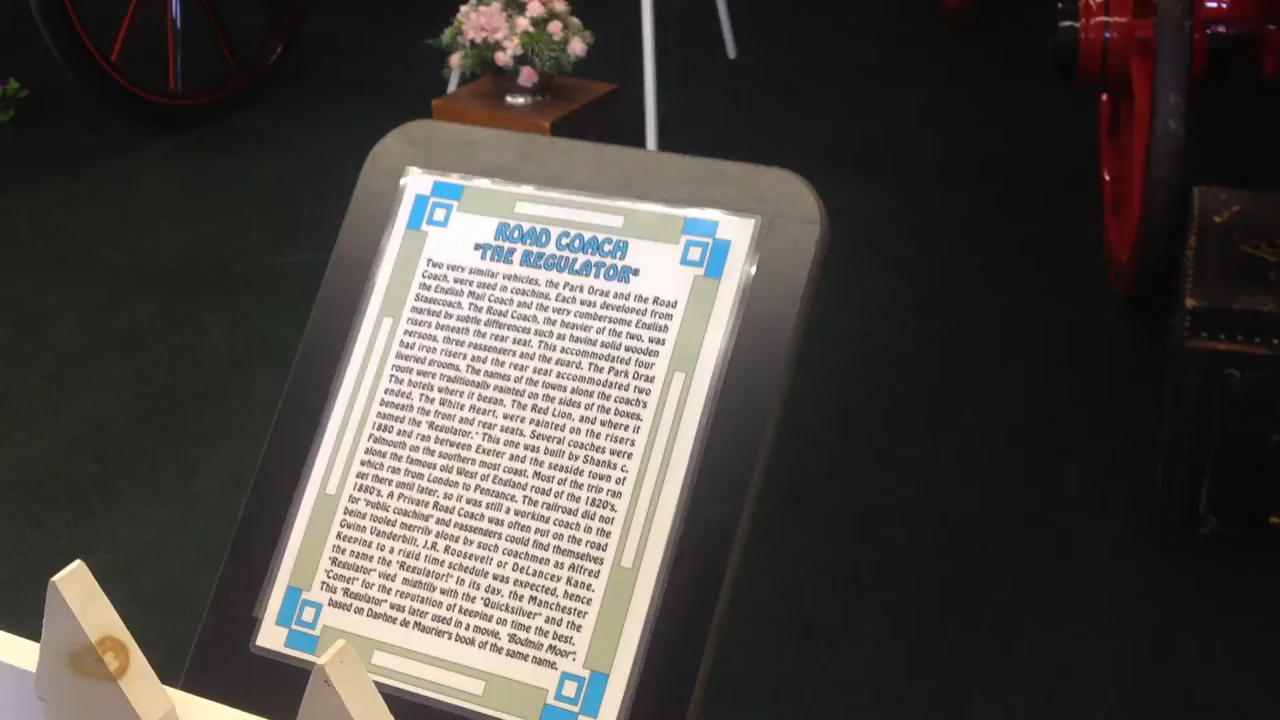 ROAD COACH
"THE REGULATOR"
Two very similar vehicles, the Park Drag and the Road
Coach, were used in coaching. Each was developed from
the English Mail Coach and the very cumbersome English
Stagecoach. The Road Coach, the heavier of the two, was
marked by subtle differences such as having solid wooden
risers beneath the rear seat. This accommodated four
persons, three passengers and the guard. The Park Drag
had iron risers and the rear seat accommodated two
liveried grooms. The names of the towns along the coach's
route were traditionally painted on the sides of the boxes.
The hotels where it began, The Red Lion, and where it
ended, The White Heart, were painted on the risers
beneath the front and rear seats. Several coaches were
named the "Regulator." This one was built by Shanks c.
1880 and ran between Exeter and the seaside town of
Falmouth on the southern most coast. Most of the trip ran
along the famous old West of England road of the 1820's,
which ran from London to Penzance. The railroad did not
get there until later, so it was still a working coach in the
1880's. A Private Road Coach was often put on the road
for "public coaching" and passengers could find themselves
being tooled merrily along by such coachmen as Alfred
Gwinn Vanderbilt, J.R. Roosevelt or DeLancey Kane.
Keeping to a rigid time schedule was expected, hence
the name the "Regulator!" In its day, the Manchester
"Regulator" vied mightily with the "Quicksilver" and the
"Comet" for the reputation of keeping on time the best.
This "Regulator" was later used in a movie, "Bodmin Moor",
based on Daphne de Maurier's book of the same name.